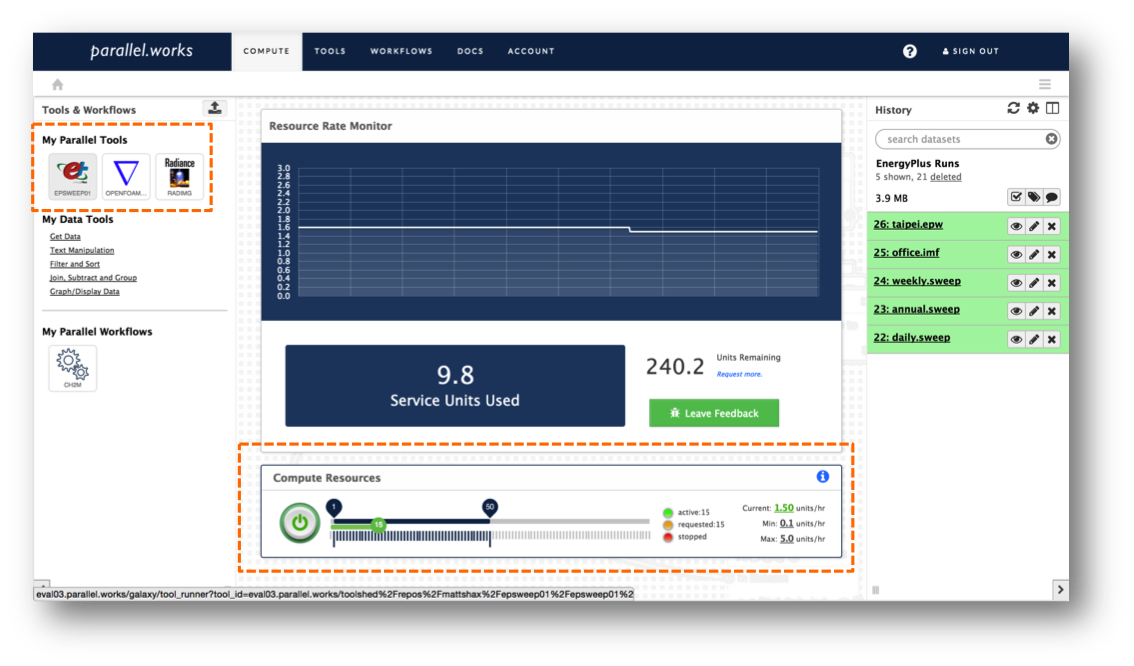 parallel.works
COMPUTE TOOLS WORKFLOWS DOCS ACCOUNT
? SIGN OUT
Tools & Workflows
My Parallel Tools
EPSWEEP01 OPENFOAM... Radiance RADIMG
My Data Tools
Get Data
Text Manipulation
Filter and Sort
Join, Subtract and Group
Graph/Display Data
My Parallel Workflows
CH2M
Resource Rate Monitor
3.0
2.8
2.6
2.4
2.2
2.0
1.8
1.6
1.4
1.2
1.0
0.8
0.6
0.4
0.2
0.0
9.8
Service Units Used
240.2 Units Remaining
Request more.
Leave Feedback
Compute Resources
1 50
15
active:15
requested:15
stopped
Current: 1.50 units/hr
Min: 0.1 units/hr
Max: 5.0 units/hr
History
search datasets
EnergyPlus Runs
5 shown, 21 deleted
3.9 MB
26: taipei.epw
25: office.imf
24: weekly.sweep
23: annual.sweep
22: daily.sweep
eval03.parallel.works/galaxy/tool_runner?tool_id=eval03.parallel.works/toolshed%2Frepos%2Fmattshax%2Fepsweep01%2Fepsweep01%2